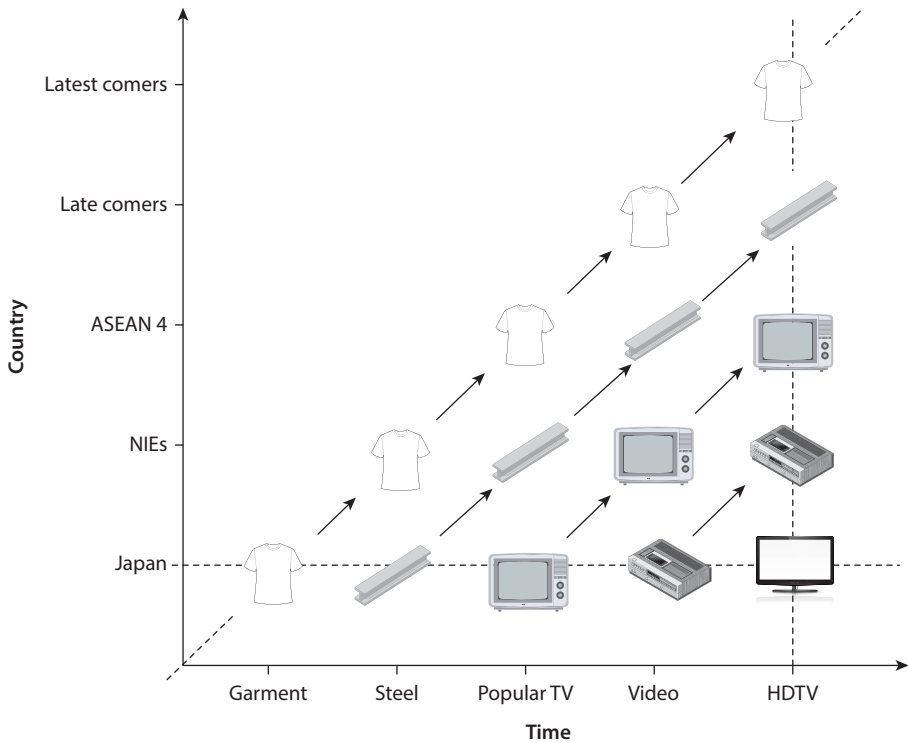 Latest comers
Late comers
ASEAN 4
NIEs
Japan
Country
Garment
Steel
Popular TV
Video
HDTV
Time